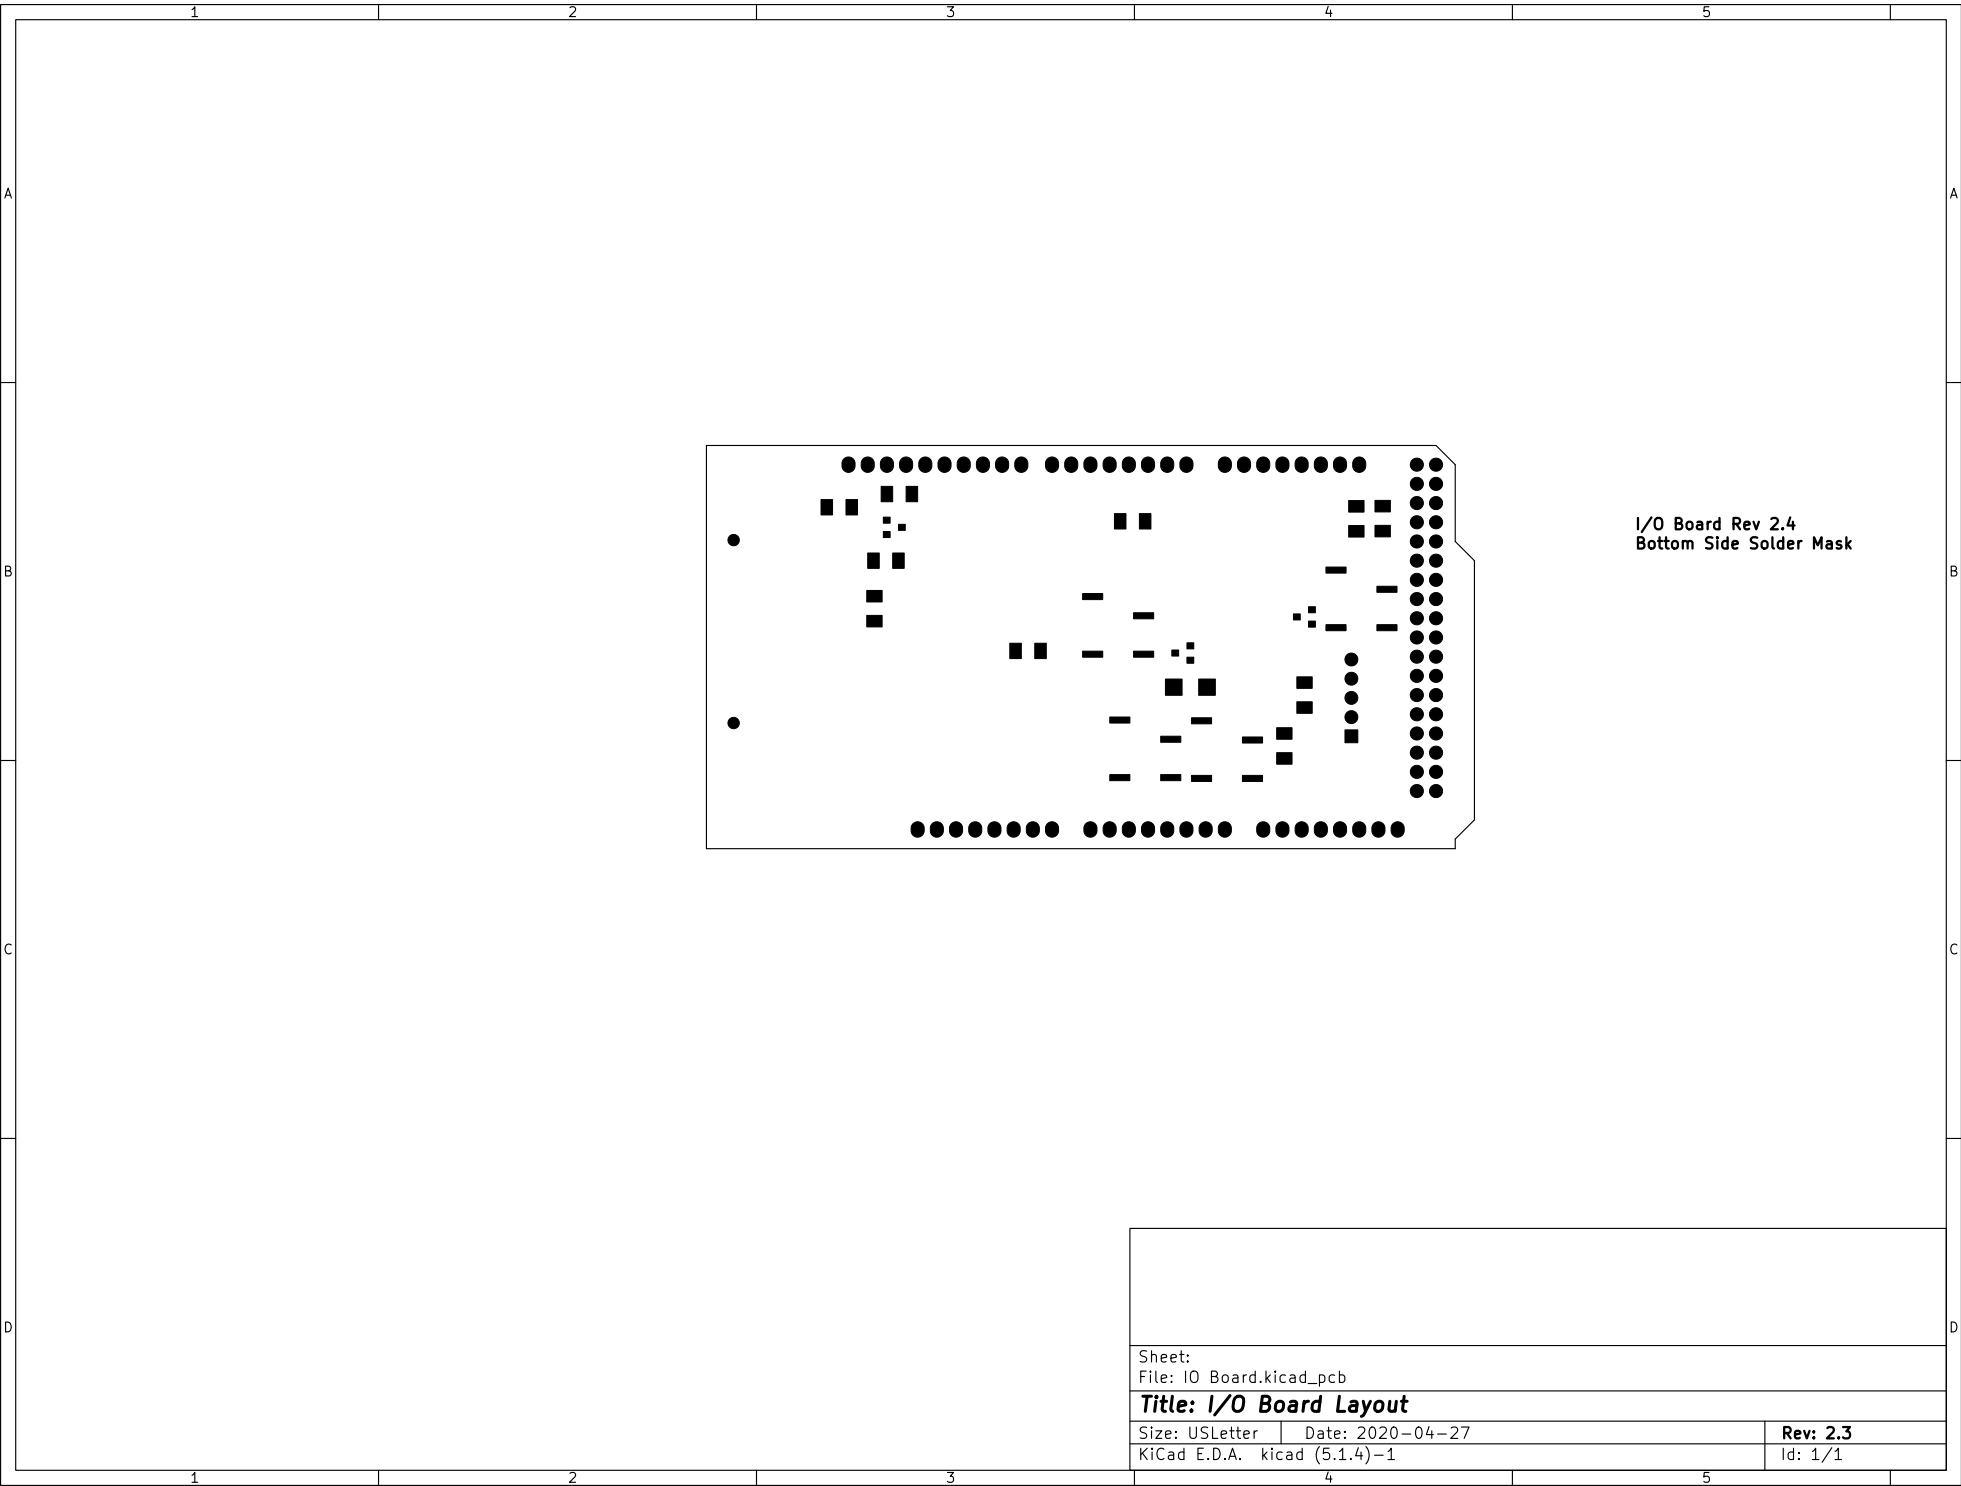 1 2 3 4 5
A A
I/O Board Rev 2.4
Bottom Side Solder Mask
B B
C C
D D
Sheet:
File: IO Board.kicad_pcb
Title: I/O Board Layout
Size: USLetter Date: 2020-04-27 Rev: 2.3
KiCad E.D.A. kicad (5.1.4)-1 Id: 1/1
1 2 3 4 5